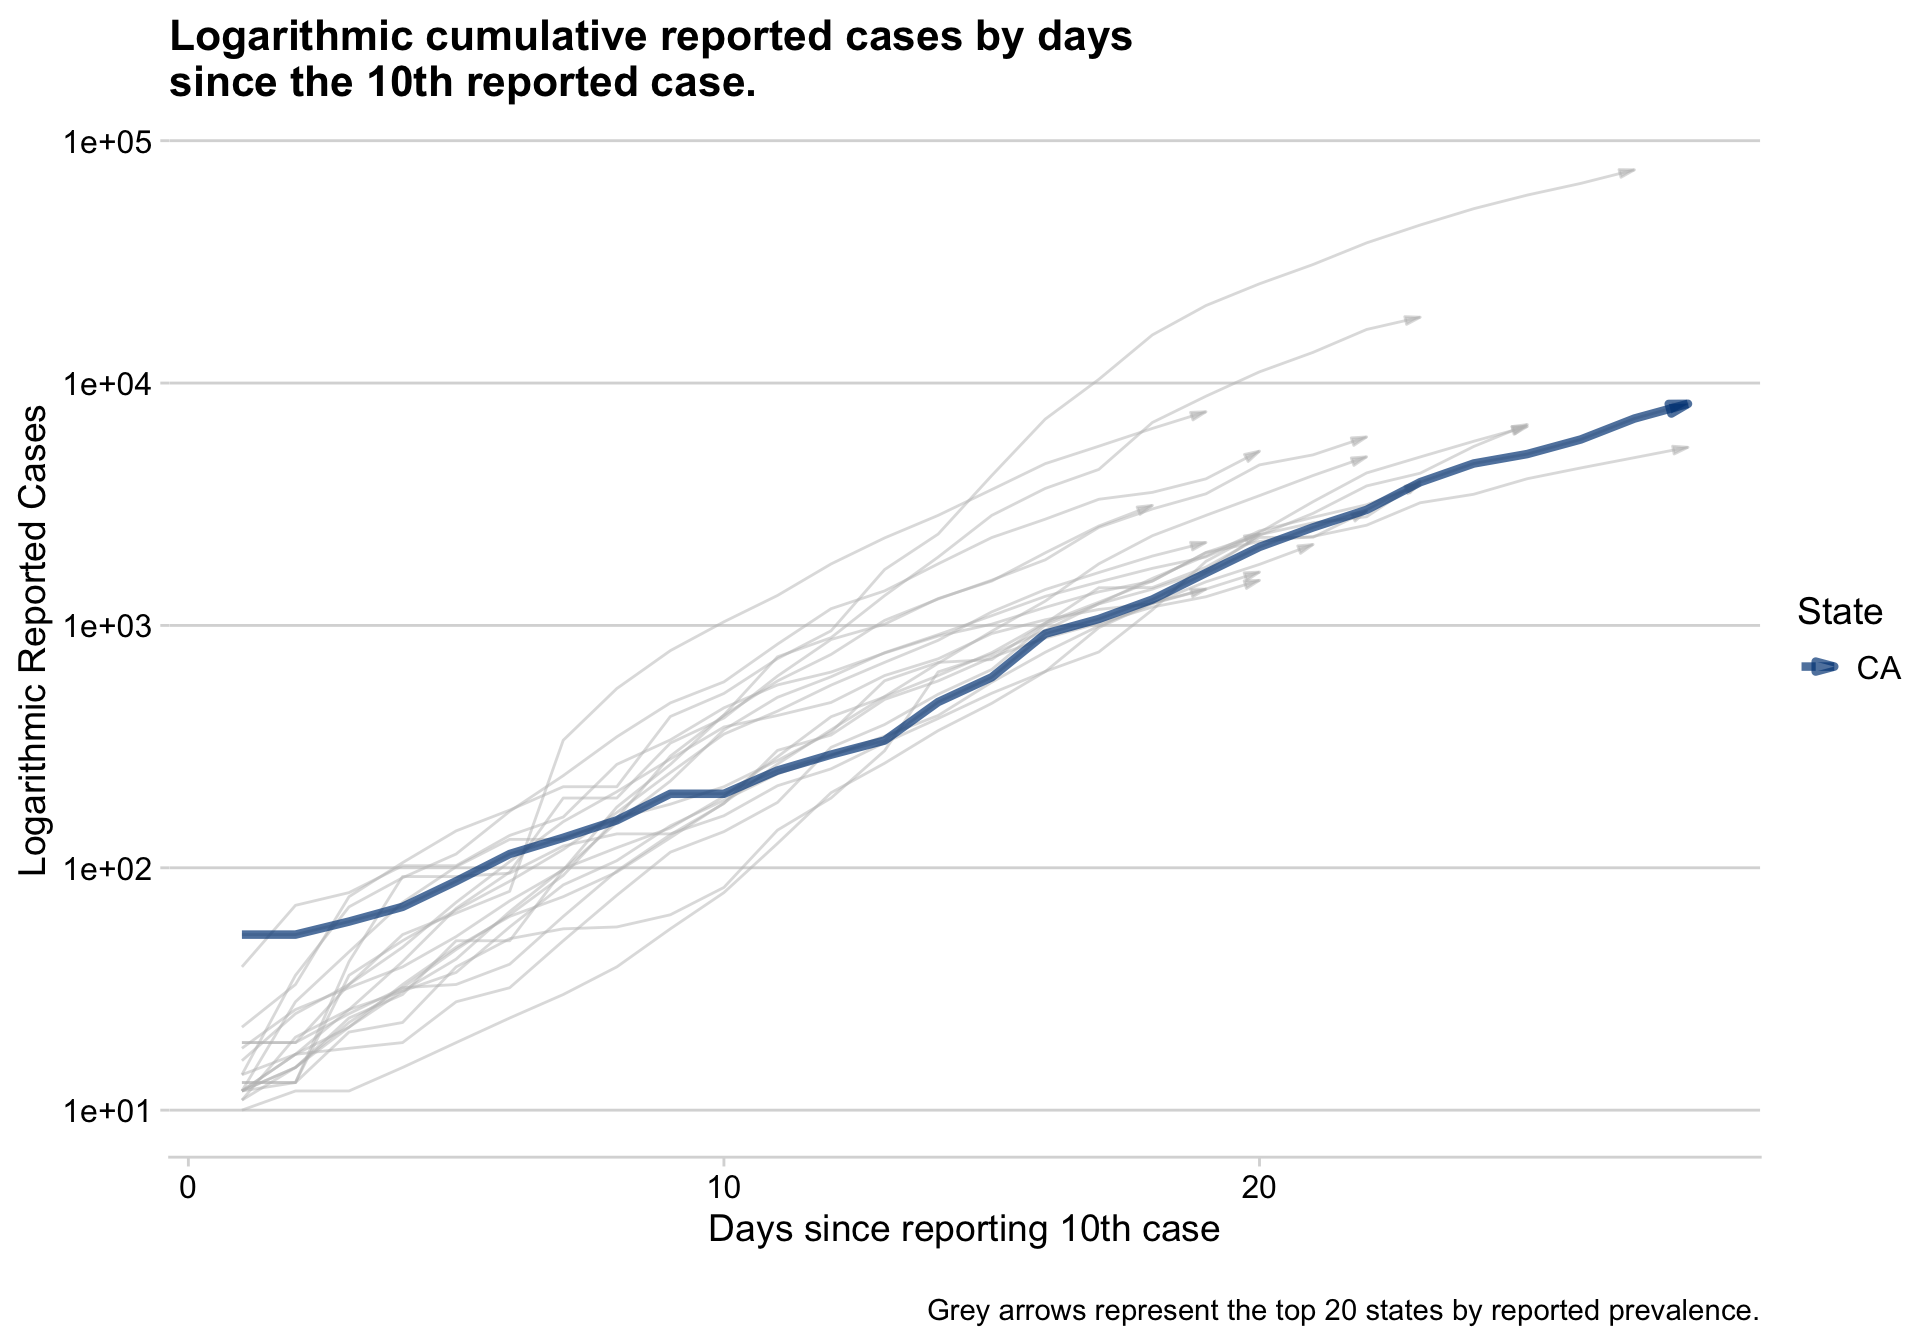 Logarithmic cumulative reported cases by days
since the 10th reported case.
1e+05
1e+04
1e+03
1e+02
1e+01
Logarithmic Reported Cases
0
10
20
Days since reporting 10th case
State
CA
Grey arrows represent the top 20 states by reported prevalence.